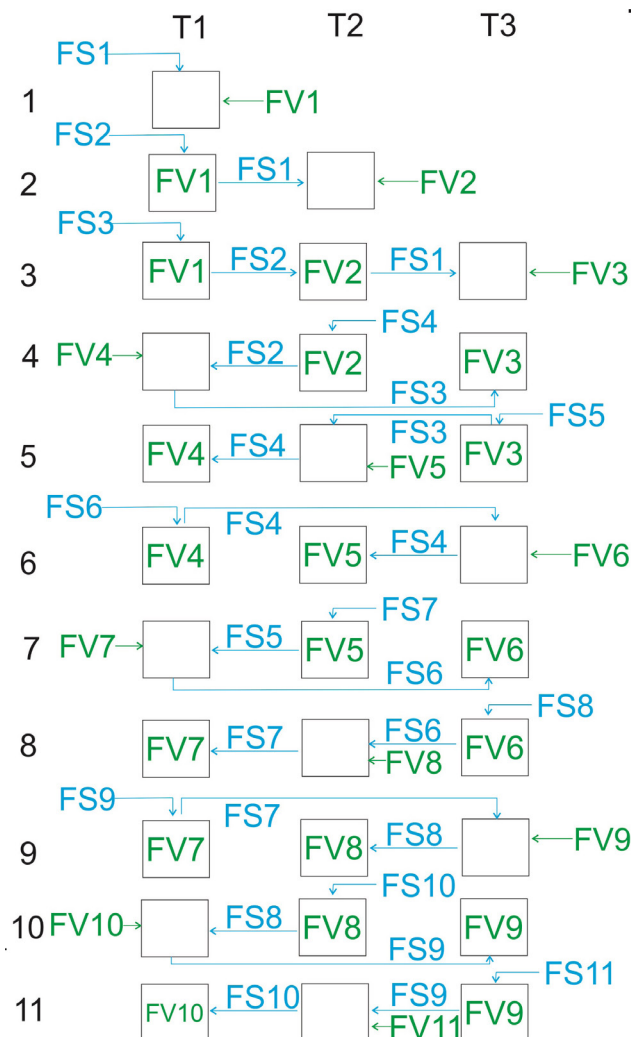 T1 T2 T3
FS1
1 FV1
FS2
2 FV1 FS1 FV2
FS3
3 FV1 FS2 FV2 FS1 FV3
FS4
4 FV4 FS2 FV2 FV3
FS3
FS3 FS5
5 FV4 FS4 FV5 FV3
FS6 FS4
6 FV4 FV5 FS4 FV6
FS7
7 FV7 FS5 FV5 FV6
FS6
FS8
8 FV7 FS7 FS6 FV6
FV8
FS9 FS7
9 FV7 FV8 FS8 FV9
FS10
10 FV10 FS8 FV8 FV9
FS9
FS11
11 FV10 FS10 FS9 FV9
FV11